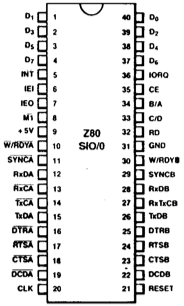 D₁ 1 40 D₀
D₃ 2 39 D₂
D₅ 3 38 D₄
D₇ 4 37 D₆
INT 5 36 IORQ
IEI 6 35 CE
IEO 7 34 B/A
M1 8 33 C/D
+5V 9 Z80 32 RD
W/RDYA 10 SIO/0 31 GND
SYNCA 11 30 W/RDYB
RxDA 12 29 SYNCB
RxCA 13 28 RxDB
TxCA 14 27 RxTxCB
TxDA 15 26 TxDB
DTRA 16 25 DTRB
RTSA 17 24 RTSB
CTSA 18 23 CTSB
DCDA 19 22 DCDB
CLK 20 21 RESET